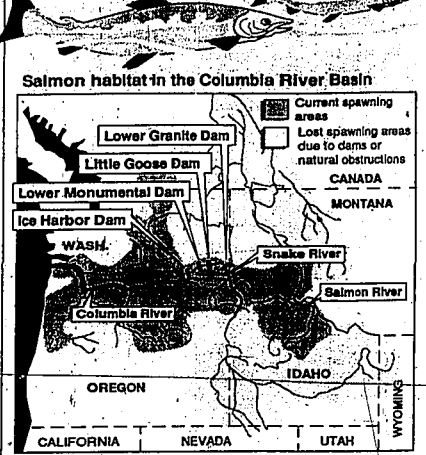 Salmon habitat in the Columbia River Basin
Current spawning
areas
Lost spawning areas
due to dams or
natural obstructions
Lower Granite Dam
Little Goose Dam
Lower Monumental Dam
Ice Harbor Dam
CANADA
MONTANA
WASH.
Snake River
Salmon River
Columbia River
OREGON
IDAHO
WYOMING
CALIFORNIA
NEVADA
UTAH